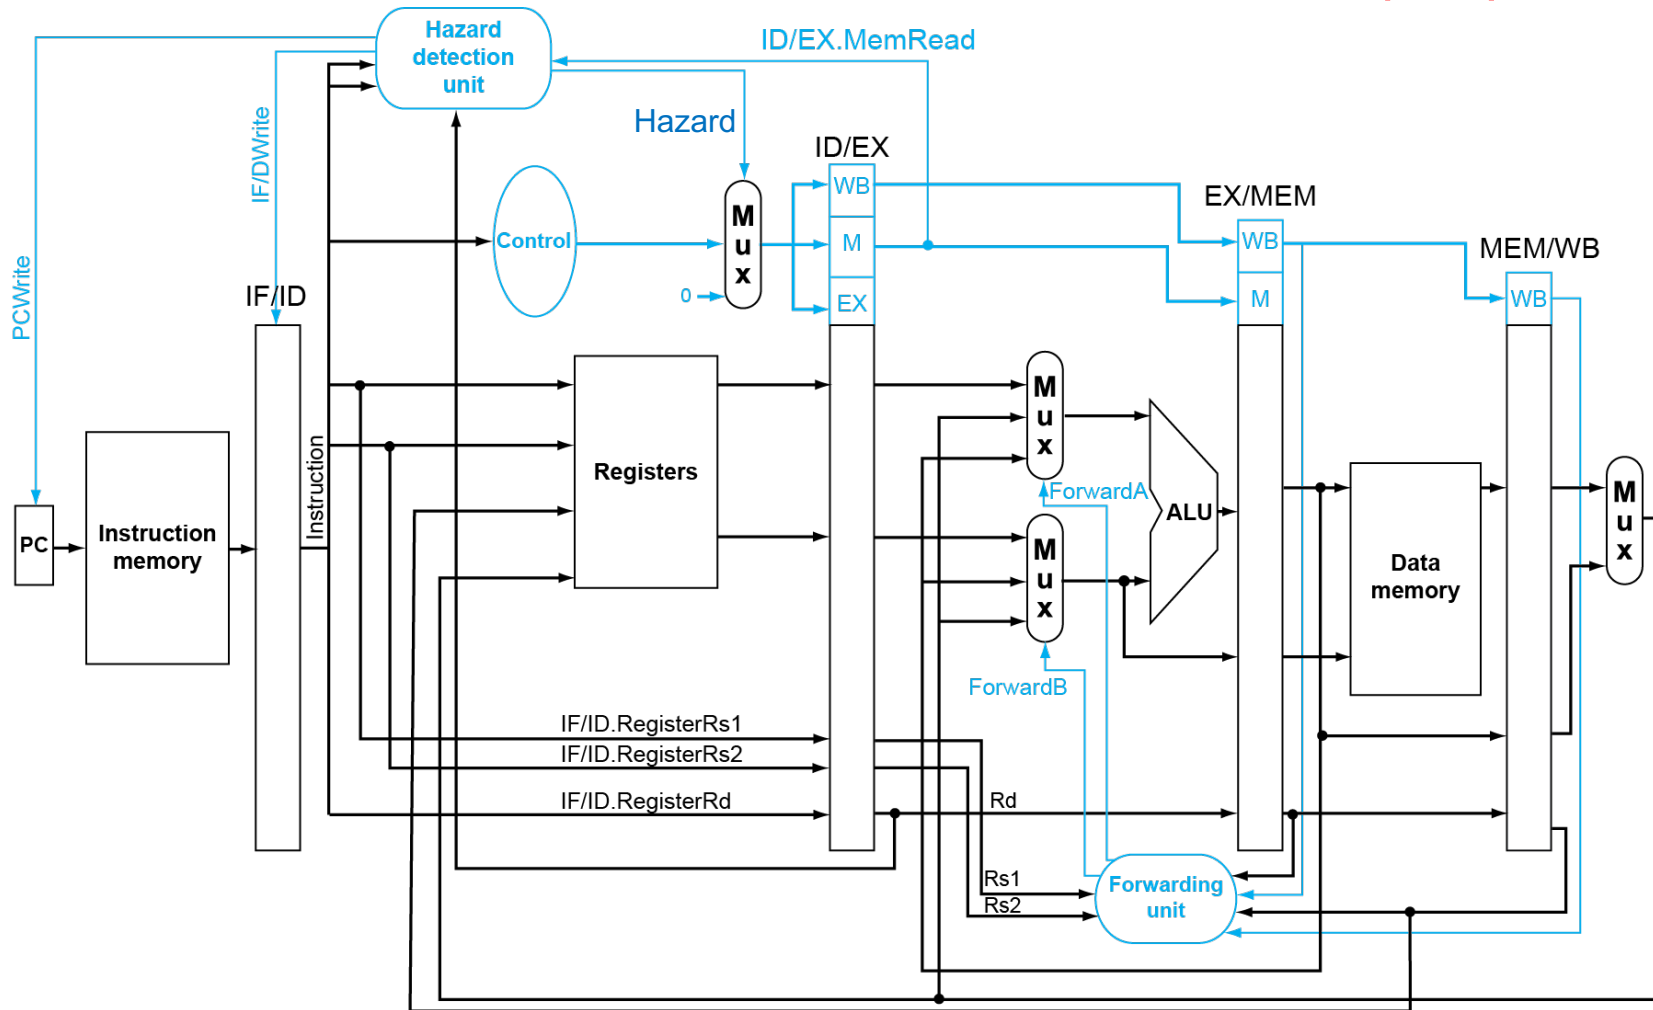 Hazard
detection
unit
ID/EX.MemRead
Hazard
IF/DWrite
PCWrite
ID/EX
WB
M
EX
EX/MEM
WB
M
MEM/WB
WB
Control
M
u
x
0
IF/ID
Instruction
PC
Instruction
memory
Registers
M
u
x
ForwardA
M
u
x
ForwardB
ALU
Data
memory
M
u
x
IF/ID.RegisterRs1
IF/ID.RegisterRs2
IF/ID.RegisterRd
Rd
Rs1
Rs2
Forwarding
unit